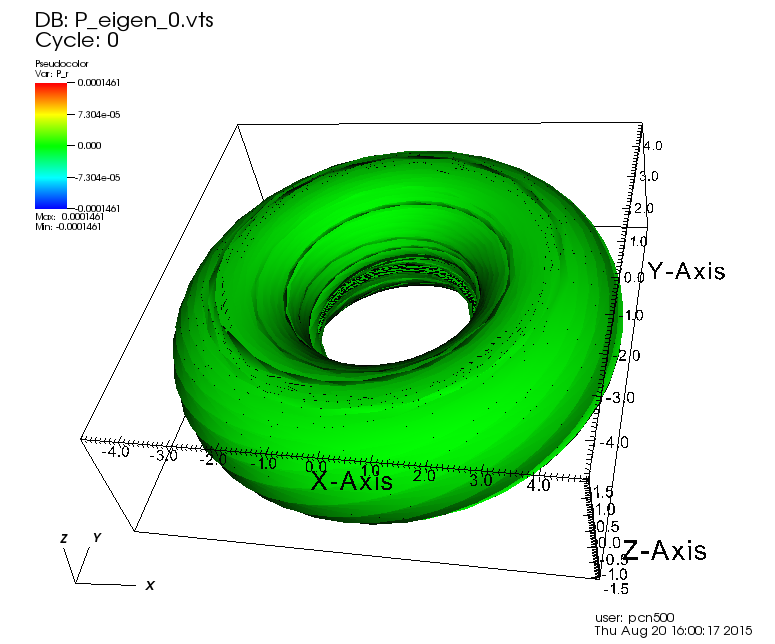 DB: P_eigen_0.vts
Cycle: 0
Pseudocolor
Var: P_r
0.0001461
7.304e-05
0.000
-7.304e-05
-0.0001461
Max: 0.0001461
Min: -0.0001461
4.0
3.0
2.0
1.0
0.0
-1.0
-2.0
-3.0
-4.0
Y-Axis
-4.0 -3.0 -2.0 -1.0 0.0 1.0 2.0 3.0 4.0
X-Axis
1.5
1.0
0.5
0.0
-0.5
-1.0
-1.5
Z-Axis
Z Y
X
user: pcn500
Thu Aug 20 16:00:17 2015